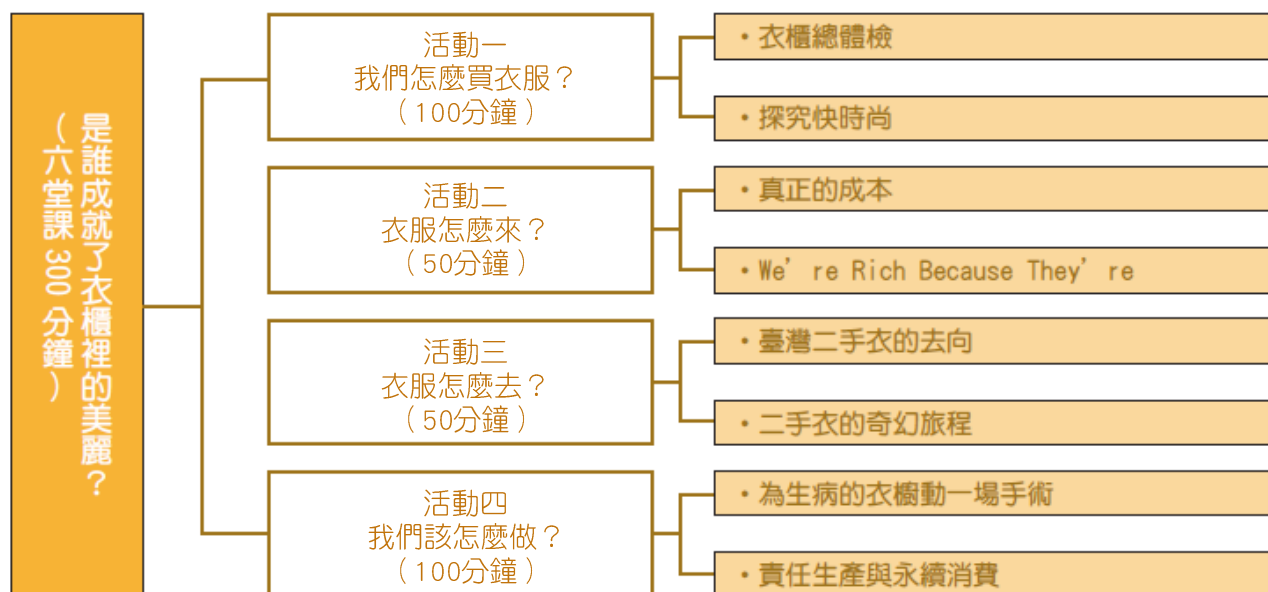 是誰成就了衣櫃裡的美麗？
（六堂課 300 分鐘）
活動一
我們怎麼買衣服？
（100分鐘）
・衣櫃總體檢
・探究快時尚
活動二
衣服怎麼來？
（50分鐘）
・真正的成本
・We’re Rich Because They’re
活動三
衣服怎麼去？
（50分鐘）
・臺灣二手衣的去向
・二手衣的奇幻旅程
活動四
我們該怎麼做？
（100分鐘）
・為生病的衣櫥動一場手術
・責任生產與永續消費